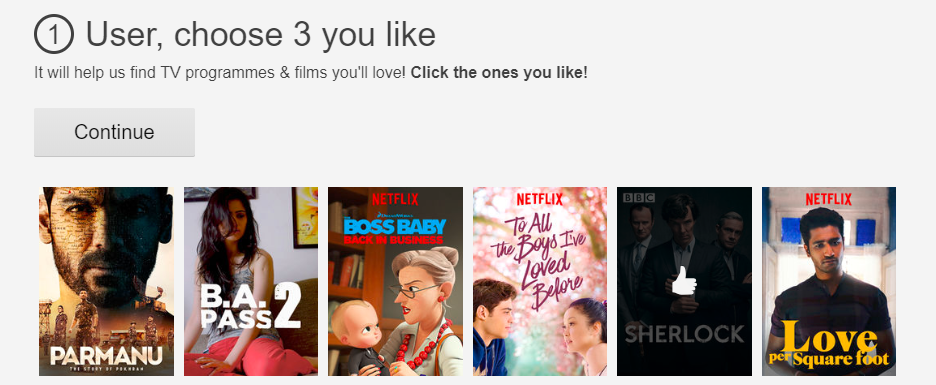 1 User, choose 3 you like
It will help us find TV programmes & films you'll love! Click the ones you like!
Continue
PARMANU
THE STORY OF POKHRAN
B.A.
PASS 2
NETFLIX
DREAMWORKS
THE
BOSS BABY
BACK IN BUSINESS
NETFLIX
To All
the Boys I've
Loved
Before
BBC
SHERLOCK
NETFLIX
Love
per Square foot